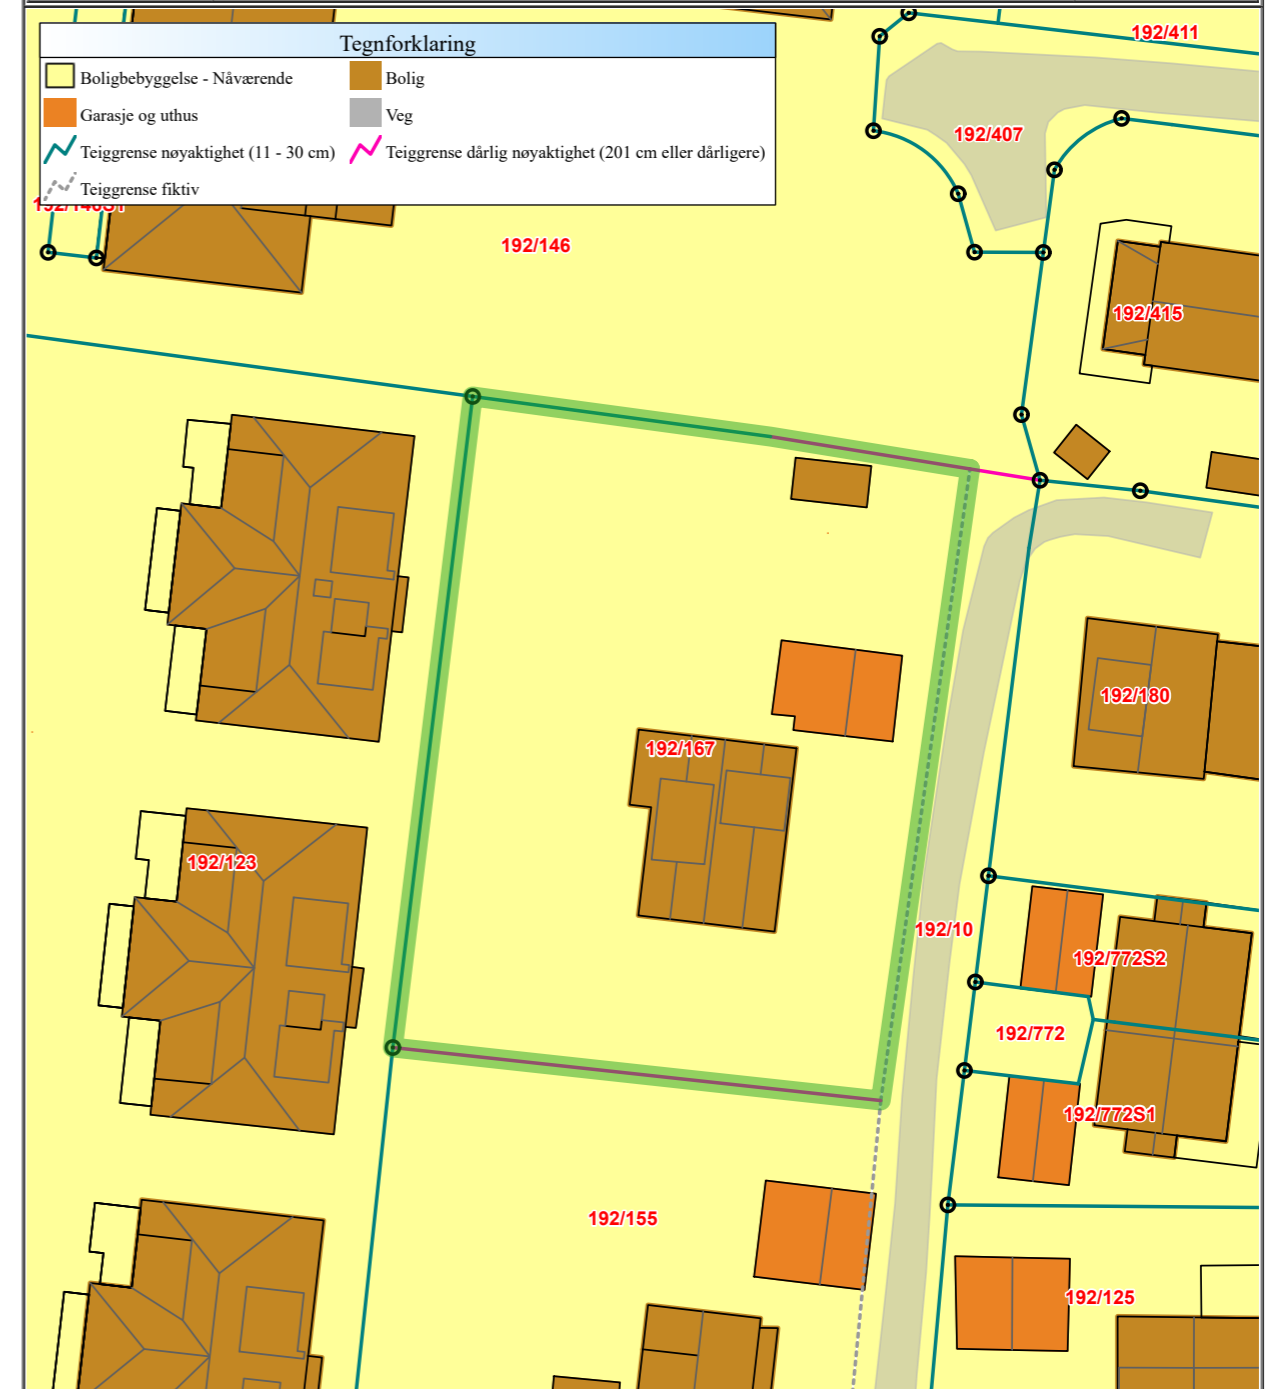 Tegnforklaring
Boligbebyggelse - Nåværende
Bolig
Garasje og uthus
Veg
Teiggrense nøyaktighet (11 - 30 cm)
Teiggrense dårlig nøyaktighet (201 cm eller dårligere)
Teiggrense fiktiv
192/411
192/407
192/146S1
192/146
192/415
192/180
192/167
192/123
192/10
192/772S2
192/772
192/772S1
192/155
192/125